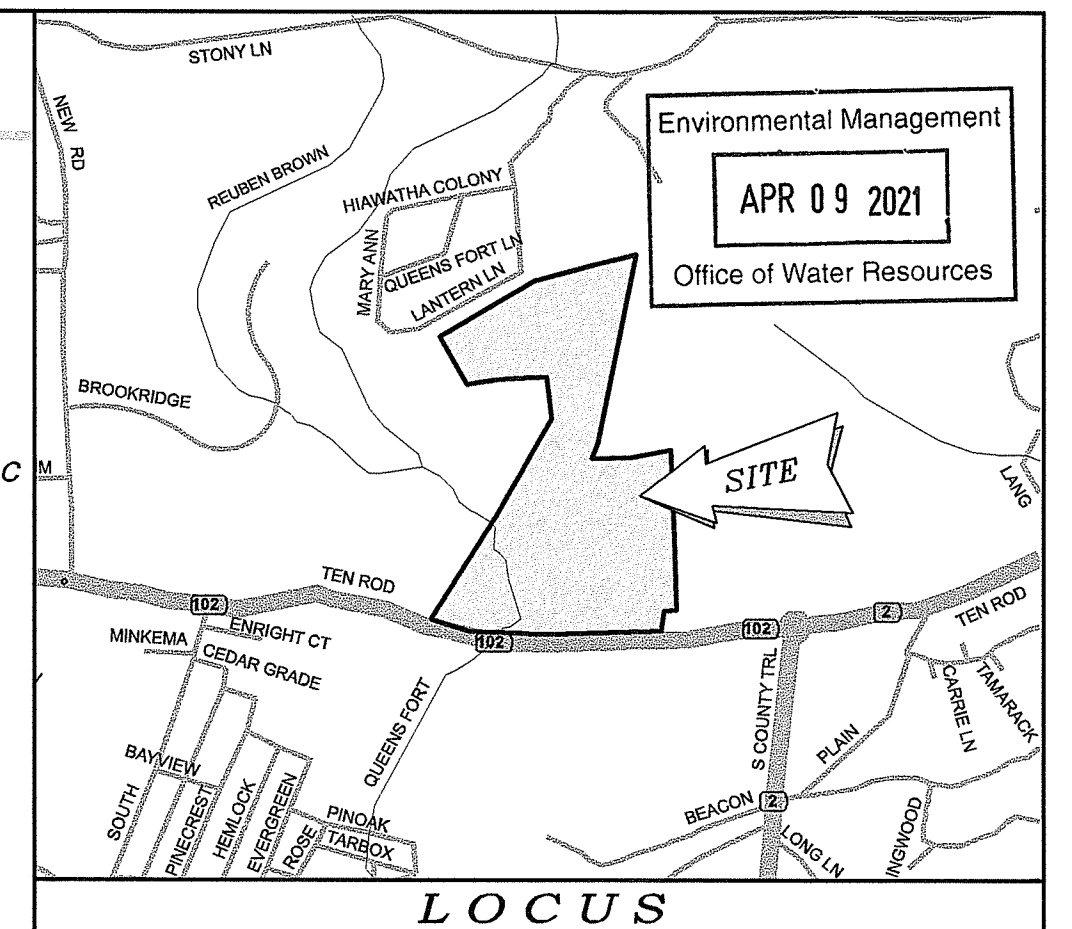 STONY LN
NEW RD
REUBEN BROWN
HIAWATHA COLONY
MARY ANN
QUEENS FORT LN
LANTERN LN
Environmental Management
APR 09 2021
Office of Water Resources
BROOKRIDGE
C
M
SITE
LANG
TEN ROD
102
ENRIGHT CT
MINKEMA
CEDAR GRADE
102
102
2
TEN ROD
S COUNTY TRL
CARRIE LN
TAMARACK
PLAIN
QUEENS FORT
BAYVIEW
SOUTH
PINECREST
HEMLOCK
EVERGREEN
ROSE
PINOAK
TARBOX
BEACON
2
LONG LN
INGWOOD
LOCUS